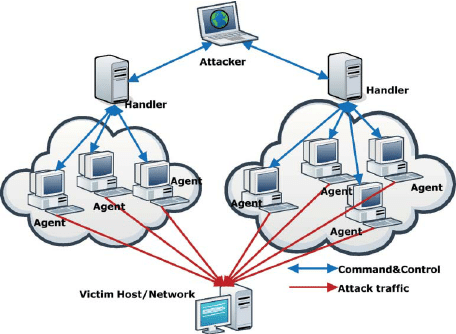 Attacker
Handler
Handler
Agent
Agent
Agent
Agent
Agent
Agent
Agent
Victim Host/Network
Command&Control
Attack traffic